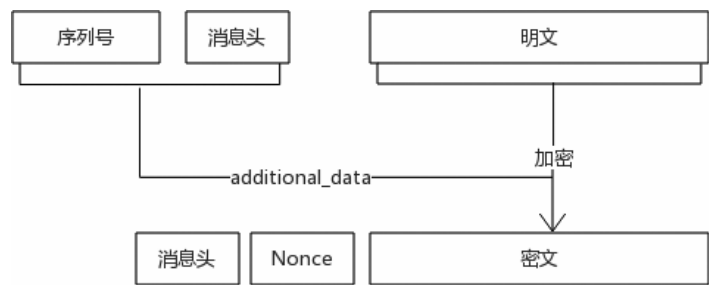 序列号
消息头
明文
加密
additional_data
消息头
Nonce
密文